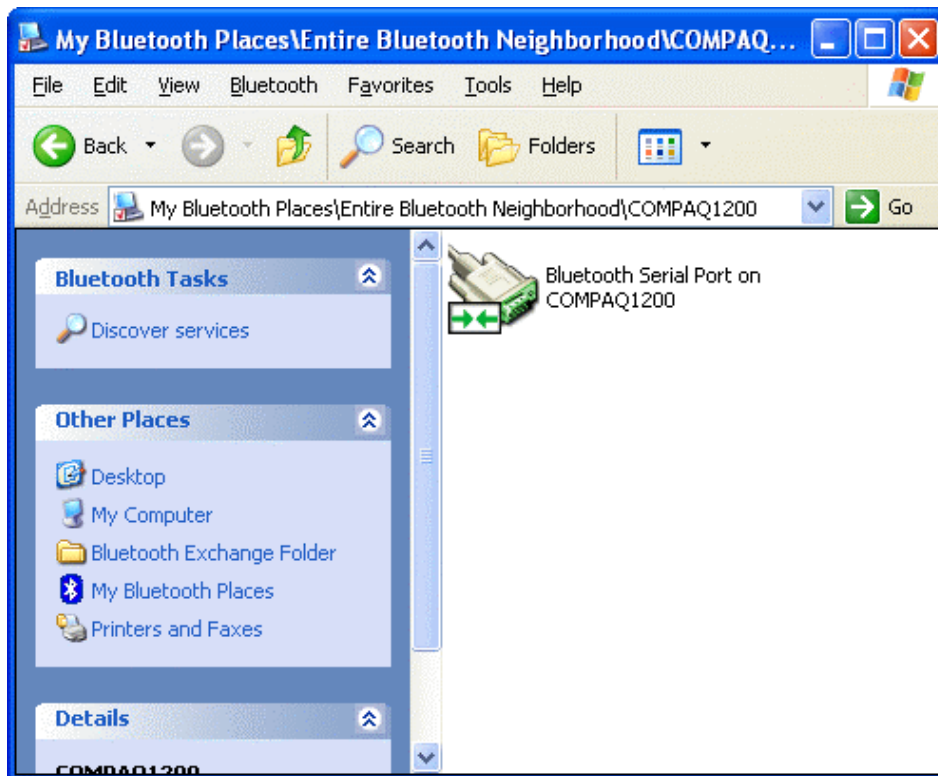 My Bluetooth Places\Entire Bluetooth Neighborhood\COMPAQ...
File Edit View Bluetooth Favorites Tools Help
Back Search Folders
Address My Bluetooth Places\Entire Bluetooth Neighborhood\COMPAQ1200 Go
Bluetooth Tasks
Discover services
Other Places
Desktop
My Computer
Bluetooth Exchange Folder
My Bluetooth Places
Printers and Faxes
Details
COMPAQ1200
Bluetooth Serial Port on
COMPAQ1200